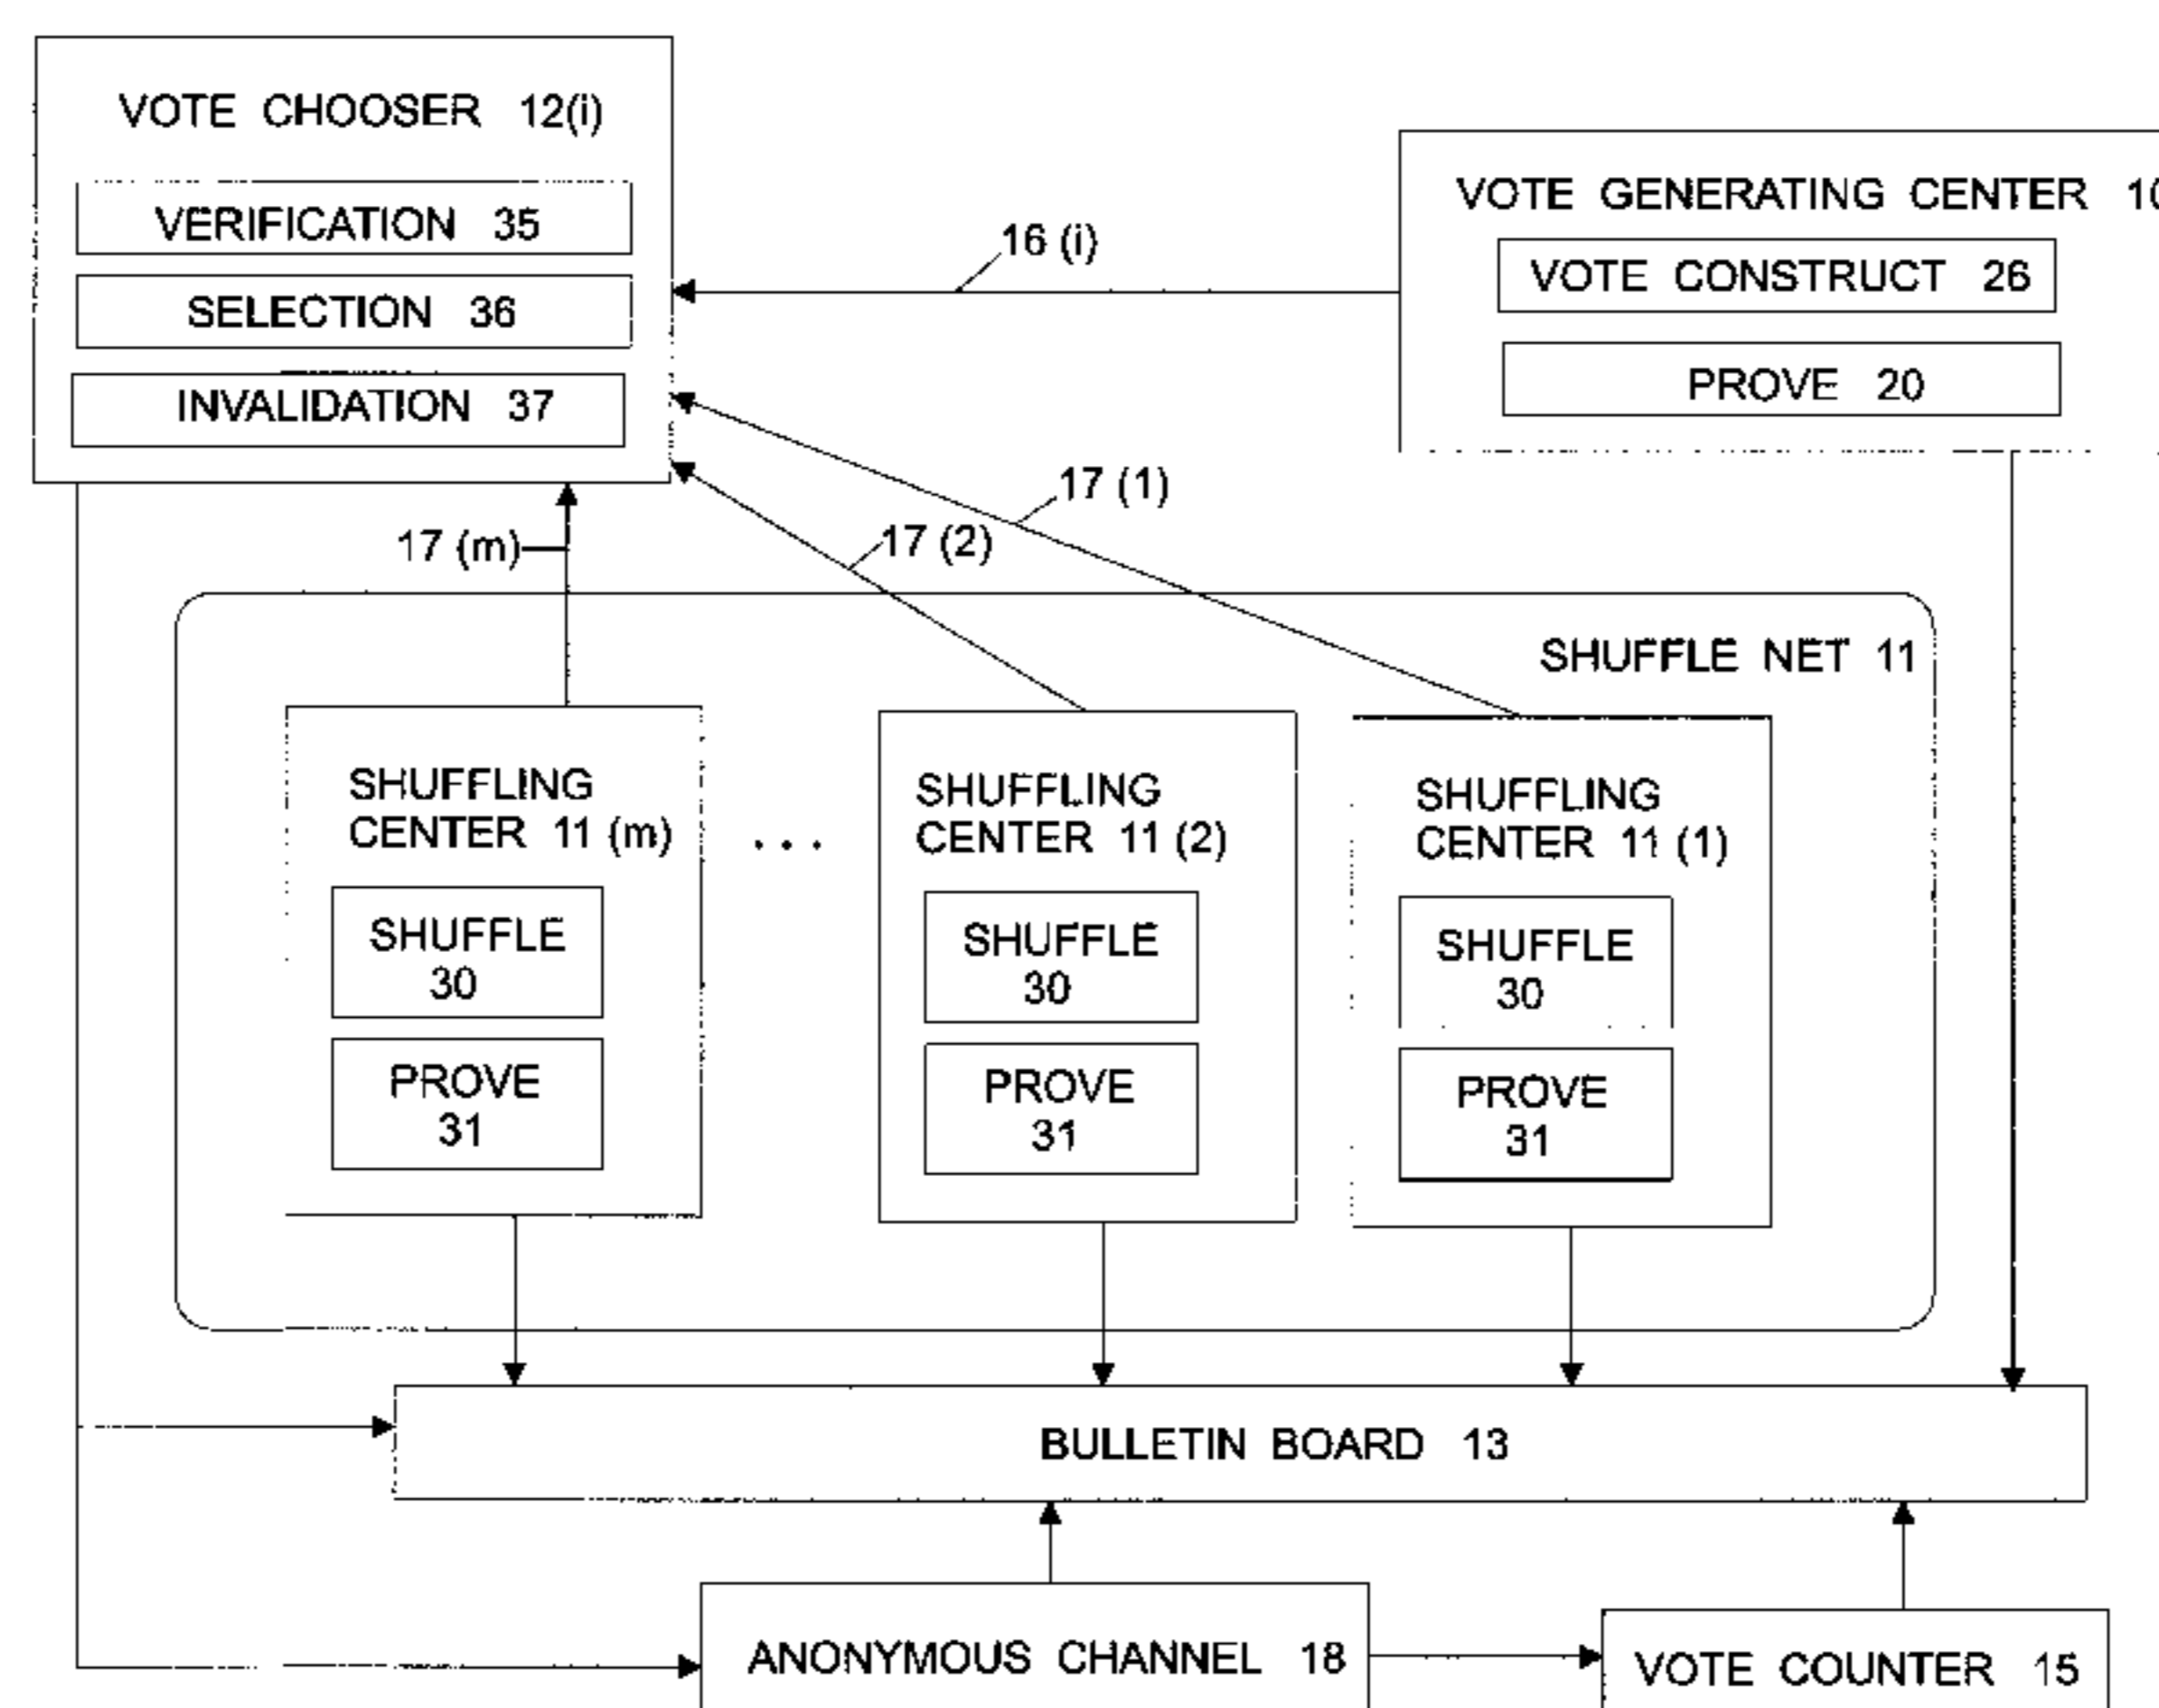 VOTE CHOOSER 12(i)
VERIFICATION 35
SELECTION 36
INVALIDATION 37
16 (i)
VOTE GENERATING CENTER
VOTE CONSTRUCT 26
PROVE 20
17 (1)
17 (2)
17 (m)
SHUFFLE NET 11
SHUFFLING
CENTER 11 (m)
SHUFFLE
30
PROVE
31
...
SHUFFLING
CENTER 11 (2)
SHUFFLE
30
PROVE
31
SHUFFLING
CENTER 11 (1)
SHUFFLE
30
PROVE
31
BULLETIN BOARD 13
ANONYMOUS CHANNEL 18
VOTE COUNTER 15